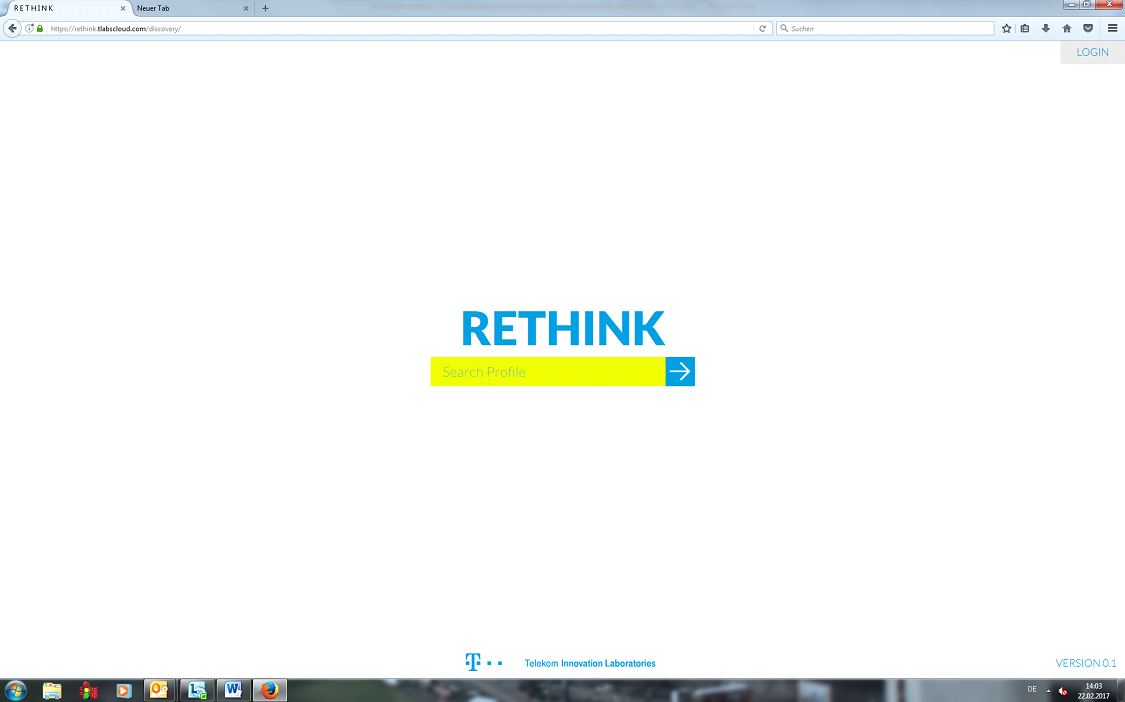 RETHINK
Neuer Tab
https://rethink.tlabscloud.com/discovery/
Suchen
LOGIN
RETHINK
Search Profile
T
Telekom Innovation Laboratories
VERSION 0.1
DE
14:03
22.02.2017